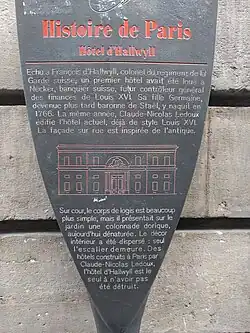 Histoire de Paris
Hôtel d'Hallwyll
Echu à François d'Hallwyl, colonel du régiment de la
Garde suisse, un premier hôtel avait été loué à
Necker, banquier suisse, futur contrôleur général
des finances de Louis XVI. Sa fille Germaine,
devenue plus tard baronne de Staël, y naquit en
1766. La même année, Claude-Nicolas Ledoux
édifie l'hôtel actuel, déjà de style Louis XVI.
La façade sur rue est inspirée de l'antique.
Sur cour, le corps de logis est beaucoup
plus simple, mais il présentait sur le
jardin une colonnade dorique,
aujourd'hui dénaturée. Le décor
intérieur a été dispersé : seul
l'escalier demeure. Des
hôtels construits à Paris par
Claude-Nicolas Ledoux,
l'hôtel d'Hallwyll est le
seul à n'avoir pas
été détruit.